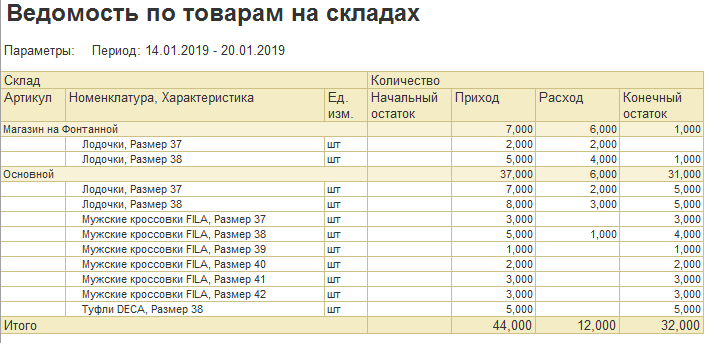 Ведомость по товарам на складах
Параметры: Период: 14.01.2019 - 20.01.2019
Склад Количество
Артикул Номенклатура, Характеристика Ед. изм. Начальный остаток Приход Расход Конечный остаток
Магазин на Фонтанной 7,000 6,000 1,000
Лодочки, Размер 37 шт 2,000 2,000
Лодочки, Размер 38 шт 5,000 4,000 1,000
Основной 37,000 6,000 31,000
Лодочки, Размер 37 шт 7,000 2,000 5,000
Лодочки, Размер 38 шт 8,000 3,000 5,000
Мужские кроссовки FILA, Размер 37 шт 3,000 3,000
Мужские кроссовки FILA, Размер 38 шт 5,000 1,000 4,000
Мужские кроссовки FILA, Размер 39 шт 1,000 1,000
Мужские кроссовки FILA, Размер 40 шт 2,000 2,000
Мужские кроссовки FILA, Размер 41 шт 3,000 3,000
Мужские кроссовки FILA, Размер 42 шт 3,000 3,000
Туфли DECA, Размер 38 шт 5,000 5,000
Итого 44,000 12,000 32,000